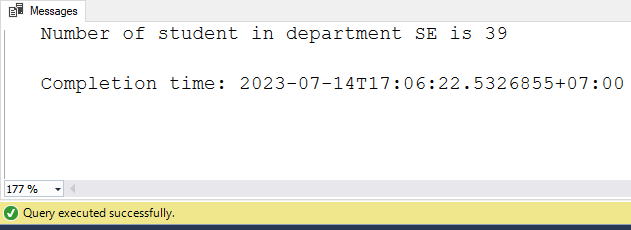 Messages
Number of student in department SE is 39
Completion time: 2023-07-14T17:06:22.5326855+07:00
177 %
Query executed successfully.